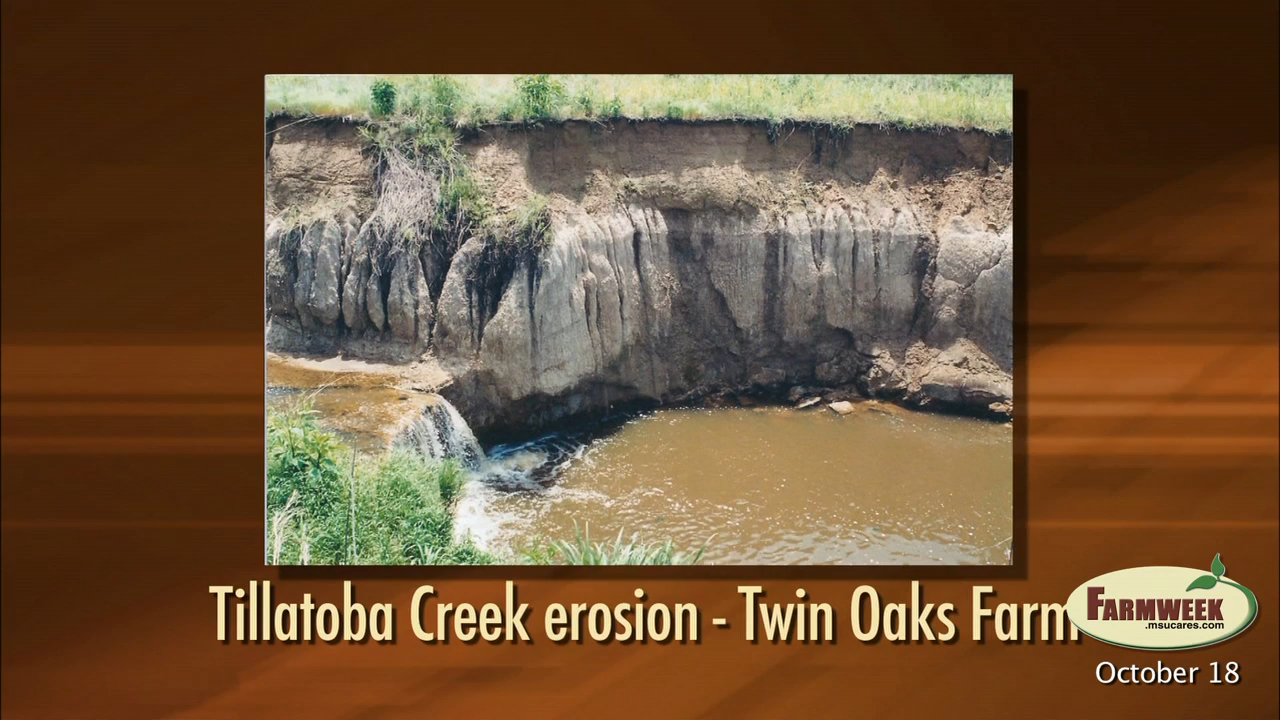 Tillatoba Creek erosion - Twin Oaks Farm
FARMWEEK
.msucares.com
October 18